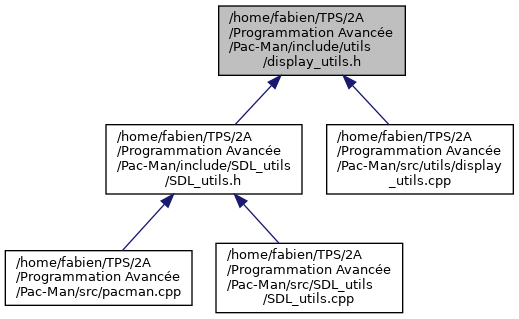 /home/fabien/TPS/2A
/Programmation Avancée
/Pac-Man/include/utils
/display_utils.h
/home/fabien/TPS/2A
/Programmation Avancée
/Pac-Man/include/SDL_utils
/SDL_utils.h
/home/fabien/TPS/2A
/Programmation Avancée
/Pac-Man/src/utils/display
_utils.cpp
/home/fabien/TPS/2A
/Programmation Avancée
/Pac-Man/src/pacman.cpp
/home/fabien/TPS/2A
/Programmation Avancée
/Pac-Man/src/SDL_utils
/SDL_utils.cpp